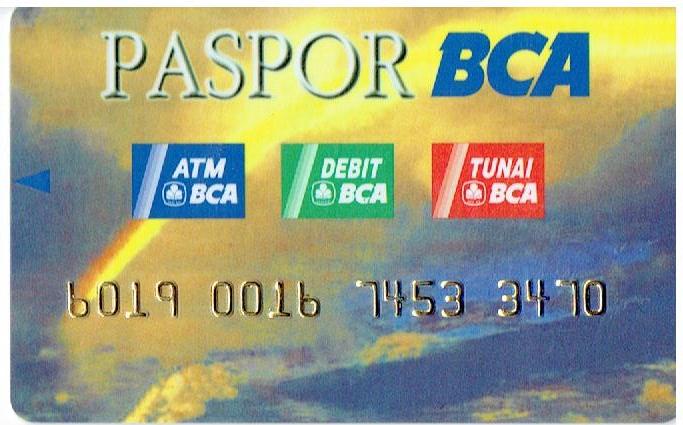 PASPOR BCA
ATM BCA
DEBIT BCA
TUNAI BCA
6019 0016 7453 3470